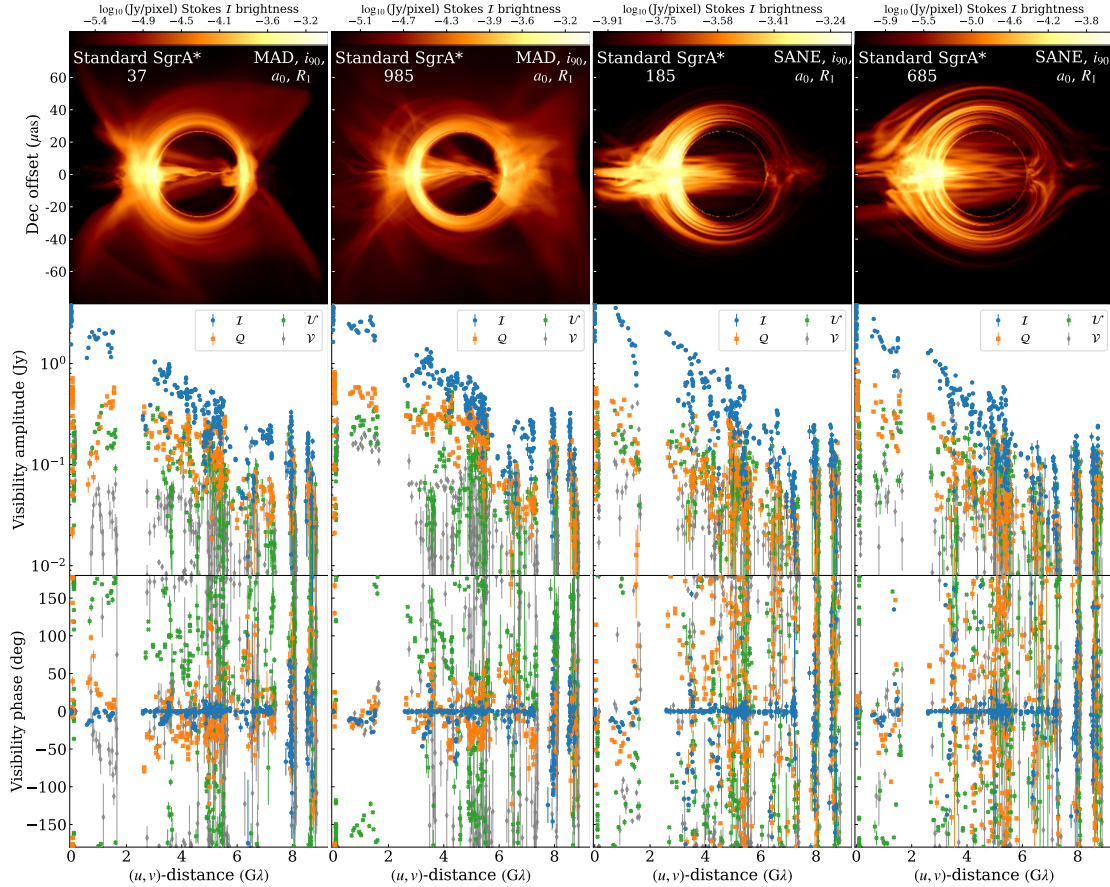 log₁₀(Jy/pixel) Stokes I brightness log₁₀(Jy/pixel) Stokes I brightness log₁₀(Jy/pixel) Stokes I brightness log₁₀(Jy/pixel) Stokes I brightness
−5.4 −4.9 −4.5 −4.1 −3.2 −5.1 −4.7 −4.3 −3.9 −3.2 −3.91 −3.75 −3.58 −3.41 −3.24 −5.9 −5.5 −5.0 −4.6 −4.2 −3.8
Standard SgrA* MAD, i₉₀, Standard SgrA* MAD, i₉₀, Standard SgrA* SANE, i₉₀, Standard SgrA* SANE, i₉₀,
37 a₀, R₁ 985 a₀, R₁ 185 a₀, R₁ 685 a₀, R₁
60
40
20
0
-20
-40
-60
Dec offset (μas)
I U I U I U I U
Q V Q V Q V Q V
10⁰
10⁻¹
10⁻²
Visibility amplitude (Jy)
150
100
50
0
−50
−100
−150
Visibility phase (deg)
0 2 4 6 8 0 2 4 6 8 0 2 4 6 8 0 2 4 6 8
(u, v)-distance (Gλ) (u, v)-distance (Gλ) (u, v)-distance (Gλ) (u, v)-distance (Gλ)